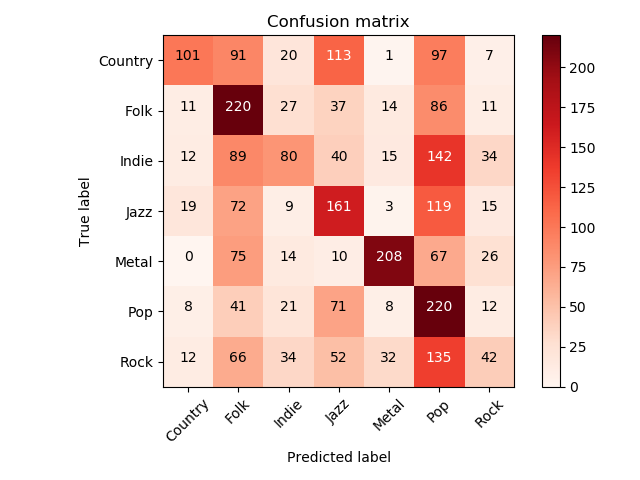 Confusion matrix
Country 101 91 20 113 1 97 7
Folk 11 220 27 37 14 86 11
Indie 12 89 80 40 15 142 34
Jazz 19 72 9 161 3 119 15
Metal 0 75 14 10 208 67 26
Pop 8 41 21 71 8 220 12
Rock 12 66 34 52 32 135 42
Country Folk Indie Jazz Metal Pop Rock
True label
Predicted label
200
175
150
125
100
75
50
25
0